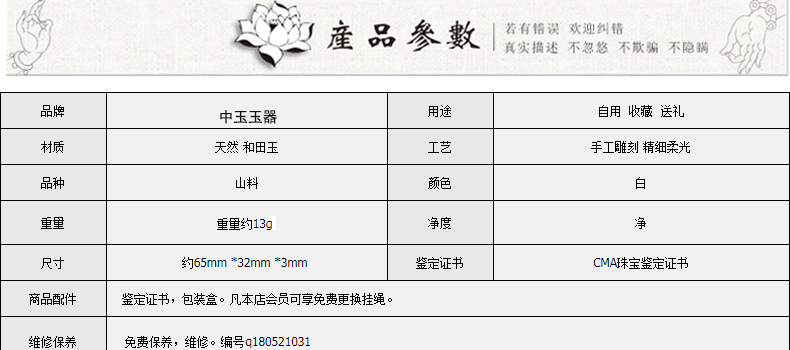 産品參數
若有错误 欢迎纠错
真实描述 不忽悠 不欺骗 不隐瞒
品牌 中玉玉器 用途 自用 收藏 送礼
材质 天然 和田玉 工艺 手工雕刻 精细柔光
品种 山料 颜色 白
重量 重量约13g 净度 净
尺寸 约65mm *32mm *3mm 鉴定证书 CMA珠宝鉴定证书
商品配件 鉴定证书，包装盒。凡本店会员可享免费更换挂绳。
维修保养 免费保养，维修。编号q180521031